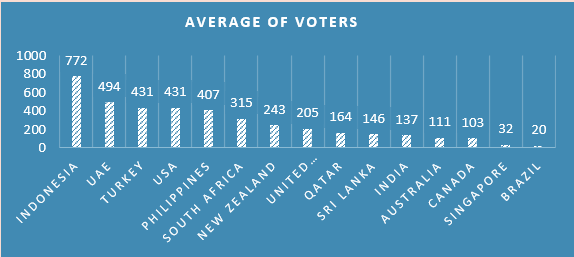 AVERAGE OF VOTERS
1000
800
600
400
200
0
772
494
431
431
407
315
243
205
164
146
137
111
103
32
20
INDONESIA
UAE
TURKEY
USA
PHILIPPINES
SOUTH AFRICA
NEW ZEALAND
UNITED...
QATAR
SRI LANKA
INDIA
AUSTRALIA
CANADA
SINGAPORE
BRAZIL